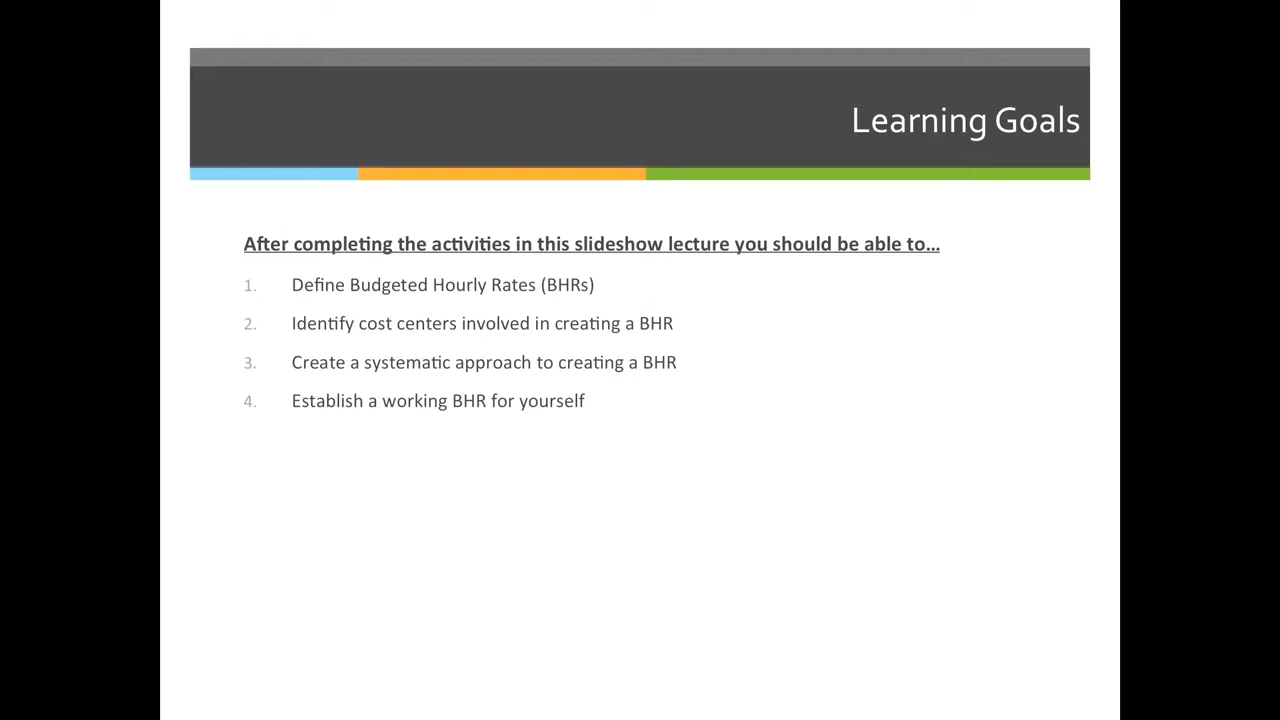 Learning Goals
After completing the activities in this slideshow lecture you should be able to…
1. Define Budgeted Hourly Rates (BHRs)
2. Identify cost centers involved in creating a BHR
3. Create a systematic approach to creating a BHR
4. Establish a working BHR for yourself